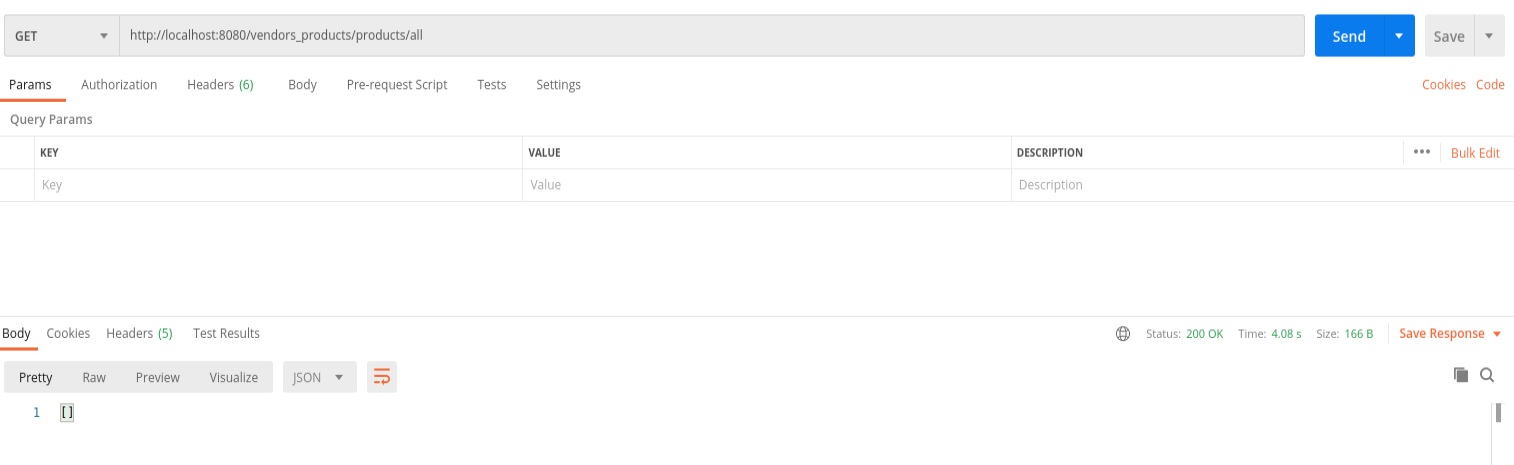 GET http://localhost:8080/vendors_products/products/all Send Save
Params Authorization Headers (6) Body Pre-request Script Tests Settings Cookies Code
Query Params
KEY VALUE DESCRIPTION ••• Bulk Edit
Key Value Description
Body Cookies Headers (5) Test Results Status: 200 OK Time: 4.08 s Size: 166 B Save Response
Pretty Raw Preview Visualize JSON
1 []